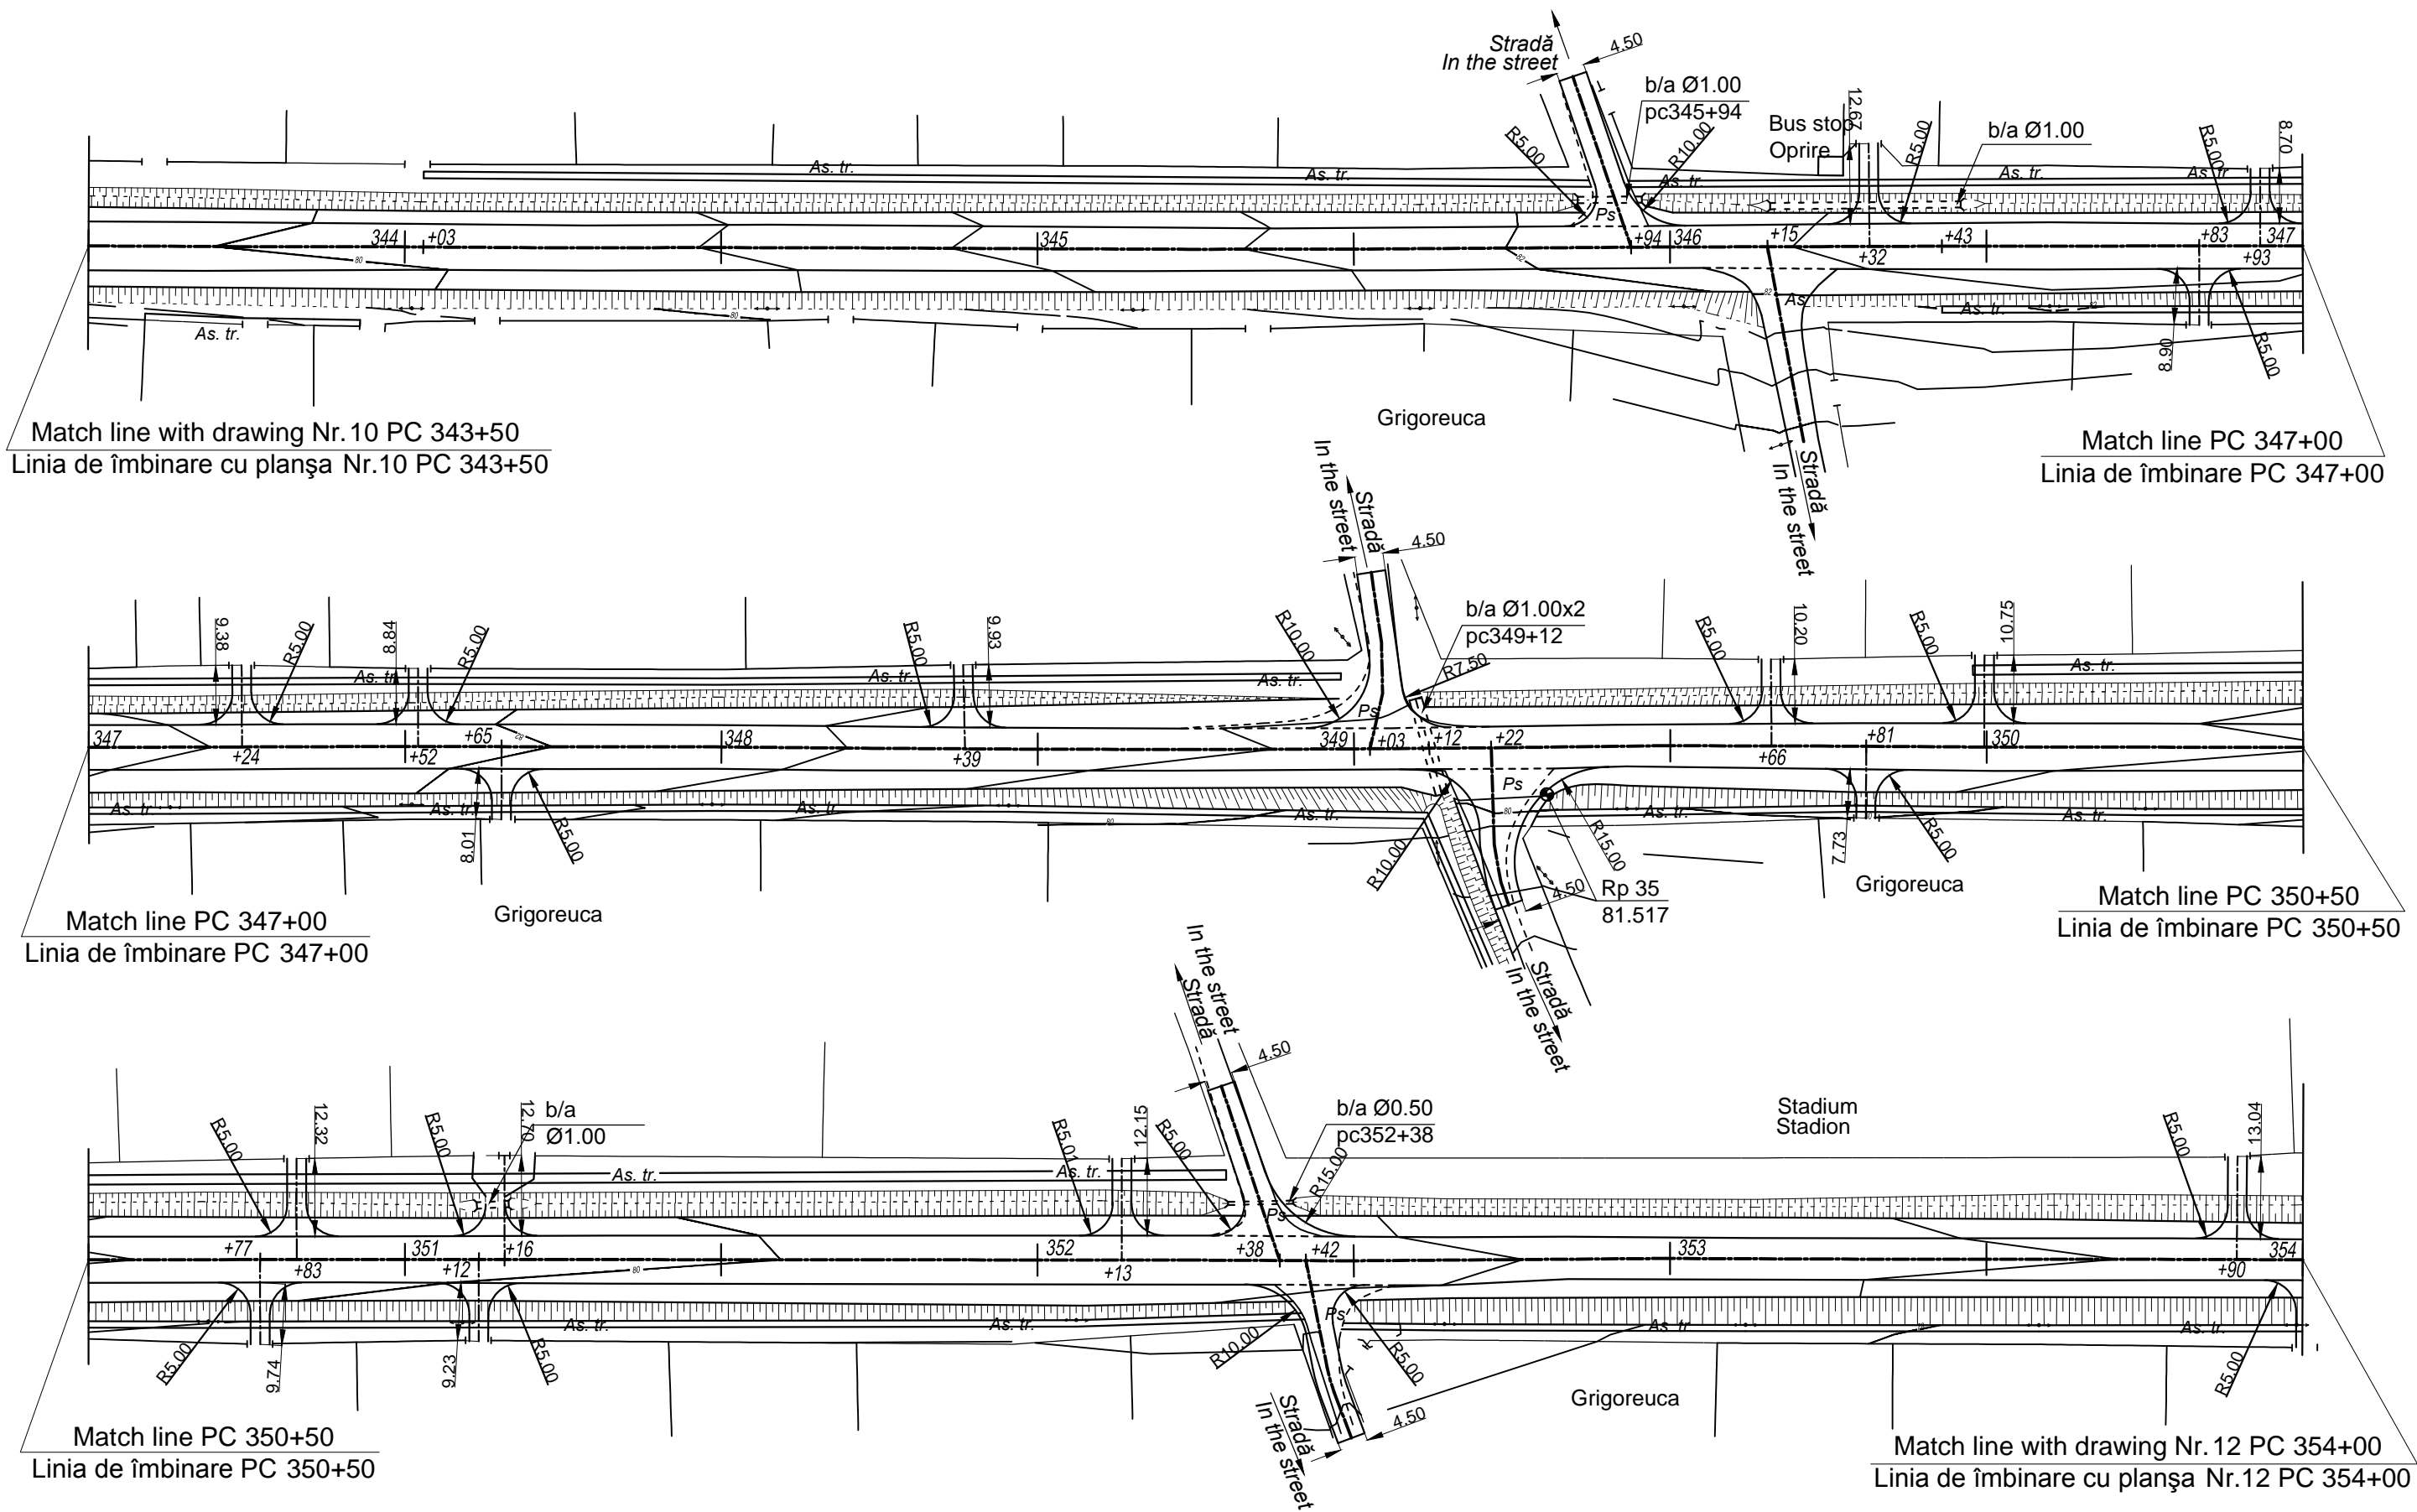 Stradă
In the street
4.50
b/a Ø1.00
pc345+94
R5.00
R10.00
Bus stop
Oprire
12.67
R5.00
b/a Ø1.00
R5.00
8.70
As. tr.
As. tr.
As. tr.
As. tr.
As. tr
Ps
344
+03
345
+94
346
+15
+32
+43
+83
347
+93
80
82
82
As.
80
As. tr.
As. tr.
8.90
R5.00
Grigoreuca
Stradă
In the street
Match line with drawing Nr.10 PC 343+50
Linia de îmbinare cu planşa Nr.10 PC 343+50
Match line PC 347+00
Linia de îmbinare PC 347+00
In the street
Stradă
4.50
9.38
R5.00
8.84
R5.00
R5.00
9.93
R10.00
b/a Ø1.00x2
pc349+12
R7.50
R5.00
10.20
R5.00
10.75
As. tr.
As. tr.
As. tr.
As. tr.
Ps
347
+24
+52
+65
82
348
+39
349
+03
+12
+22
+66
+81
350
Ps
As. tr.
As. tr.
As. tr.
As. tr.
As. tr.
As. tr.
80
80
80
8.01
R5.00
R10.00
R15.00
4.50
Rp 35
81.517
7.73
R5.00
Grigoreuca
Grigoreuca
Stradă
In the street
Match line PC 347+00
Linia de îmbinare PC 347+00
Match line PC 350+50
Linia de îmbinare PC 350+50
In the street
Stradă
4.50
R5.00
12.32
R5.00
12.70
b/a
Ø1.00
R5.01
12.15
R5.00
b/a Ø0.50
pc352+38
R15.00
Stadium
Stadion
R5.00
13.04
As. tr.
As. tr.
Ps
+77
+83
351
+12
+16
80
352
+13
+38
+42
353
+90
354
Ps
As. tr.
As. tr.
As. tr
As. tr.
R5.00
9.74
9.23
R5.00
R10.00
R5.00
4.50
R5.00
Grigoreuca
Stradă
In the street
Match line PC 350+50
Linia de îmbinare PC 350+50
Match line with drawing Nr.12 PC 354+00
Linia de îmbinare cu planşa Nr.12 PC 354+00